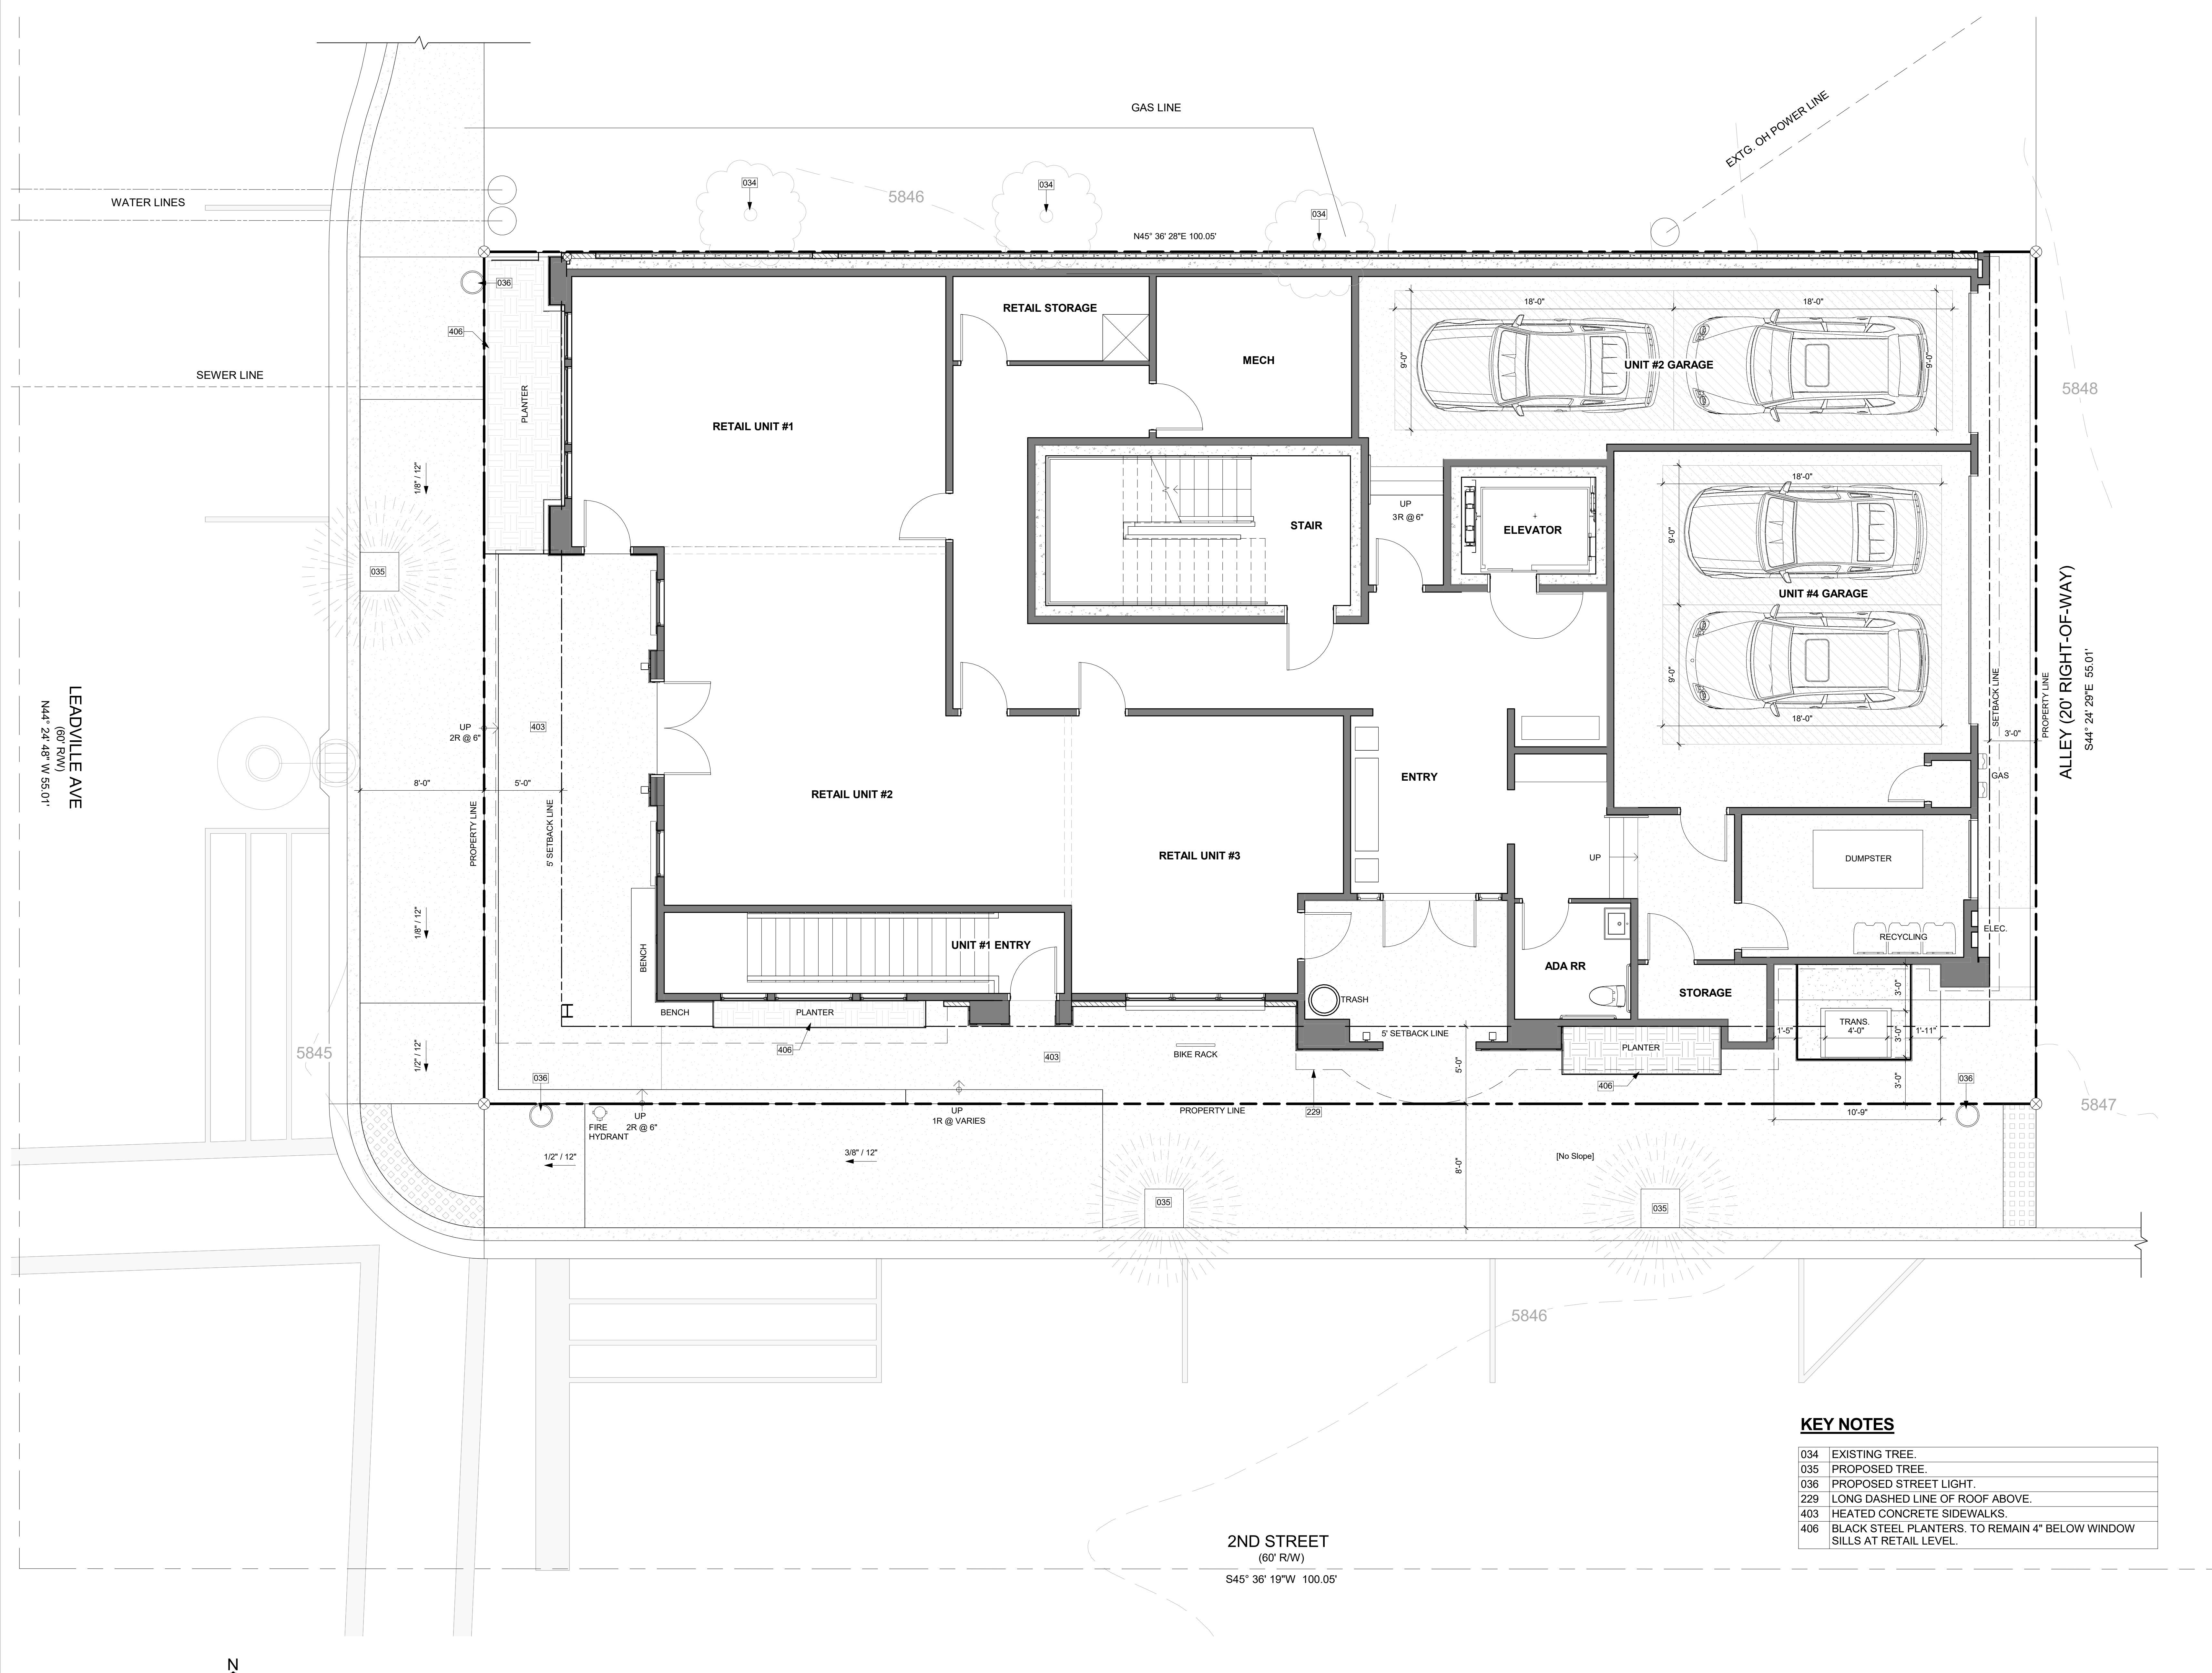 GAS LINE
EXTG. OH POWER LINE
WATER LINES
034
034
034
5846
N45° 36' 28"E 100.05'
036
406
RETAIL STORAGE
MECH
18'-0"
18'-0"
9'-0"
9'-0"
UNIT #2 GARAGE
SEWER LINE
PLANTER
RETAIL UNIT #1
5848
1/8" / 12"
18'-0"
UP
3R @ 6"
STAIR
ELEVATOR
9'-0"
035
UNIT #4 GARAGE
9'-0"
18'-0"
SETBACK LINE
PROPERTY LINE
3'-0"
ALLEY (20' RIGHT-OF-WAY)
S44° 24' 29"E 55.01'
LEADVILLE AVE
(60' R/W)
N44° 24' 48" W 55.01'
UP
2R @ 6"
403
8'-0"
5'-0"
PROPERTY LINE
5' SETBACK LINE
RETAIL UNIT #2
ENTRY
GAS
RETAIL UNIT #3
UP
DUMPSTER
1/8" / 12"
BENCH
UNIT #1 ENTRY
ADA RR
RECYCLING
ELEC.
STORAGE
TRASH
BENCH
PLANTER
406
5845
1/2" / 12"
403
BIKE RACK
5' SETBACK LINE
PLANTER
406
3'-0"
TRANS.
4'-0"
1'-5"
3'-0"
1'-11"
5'-0"
3'-0"
036
036
FIRE
HYDRANT
UP
2R @ 6"
UP
1R @ VARIES
PROPERTY LINE
229
10'-9"
5847
1/2" / 12"
3/8" / 12"
8'-0"
[No Slope]
035
035
5846
KEY NOTES
034 EXISTING TREE.
035 PROPOSED TREE.
036 PROPOSED STREET LIGHT.
229 LONG DASHED LINE OF ROOF ABOVE.
403 HEATED CONCRETE SIDEWALKS.
406 BLACK STEEL PLANTERS. TO REMAIN 4" BELOW WINDOW
SILLS AT RETAIL LEVEL.
2ND STREET
(60' R/W)
S45° 36' 19"W 100.05'
N